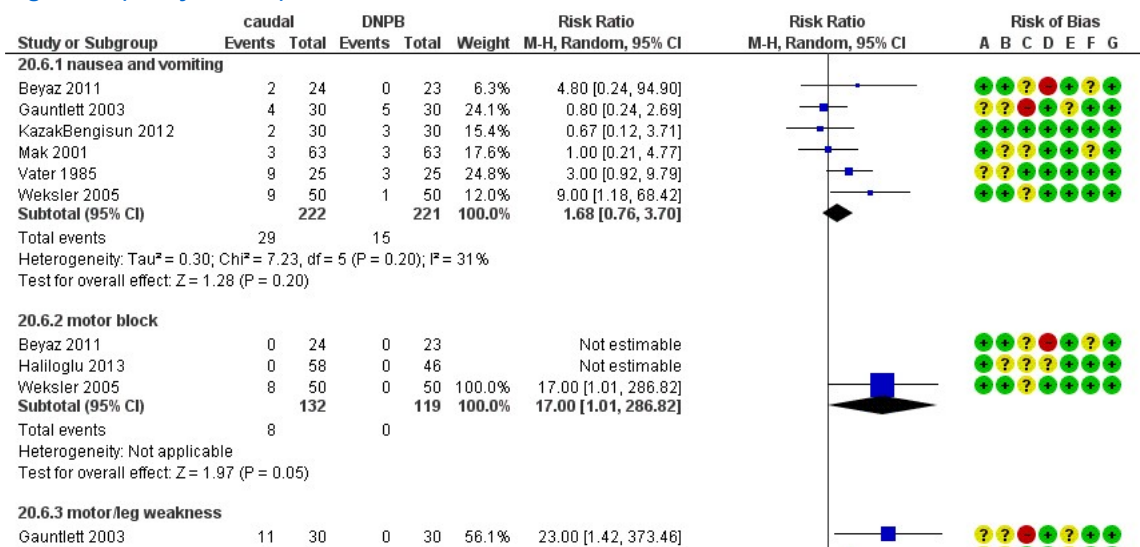 caudal DNPB Risk Ratio Risk Ratio Risk of Bias
Study or Subgroup Events Total Events Total Weight M-H, Random, 95% CI M-H, Random, 95% CI A B C D E F G
20.6.1 nausea and vomiting
Beyaz 2011 2 24 0 23 6.3% 4.80 [0.24, 94.90] + + ? - + ? +
Gauntlett 2003 4 30 5 30 24.1% 0.80 [0.24, 2.69] ? ? - + ? + +
KazakBengisun 2012 2 30 3 30 15.4% 0.67 [0.12, 3.71] + + + + + + +
Mak 2001 3 63 3 63 17.6% 1.00 [0.21, 4.77] + ? ? + + ? +
Vater 1985 9 25 3 25 24.8% 3.00 [0.92, 9.79] ? ? + + + + +
Weksler 2005 9 50 1 50 12.0% 9.00 [1.18, 68.42] + + ? + + + +
Subtotal (95% CI) 222 221 100.0% 1.68 [0.76, 3.70]
Total events 29 15
Heterogeneity: Tau² = 0.30; Chi² = 7.23, df = 5 (P = 0.20); I² = 31%
Test for overall effect: Z = 1.28 (P = 0.20)
20.6.2 motor block
Beyaz 2011 0 24 0 23 Not estimable + + ? - + ? +
Haliloglu 2013 0 58 0 46 Not estimable + ? ? ? + + +
Weksler 2005 8 50 0 50 100.0% 17.00 [1.01, 286.82] + + ? + + + +
Subtotal (95% CI) 132 119 100.0% 17.00 [1.01, 286.82]
Total events 8 0
Heterogeneity: Not applicable
Test for overall effect: Z = 1.97 (P = 0.05)
20.6.3 motor/leg weakness
Gauntlett 2003 11 30 0 30 56.1% 23.00 [1.42, 373.46] ? ? - + ? + +